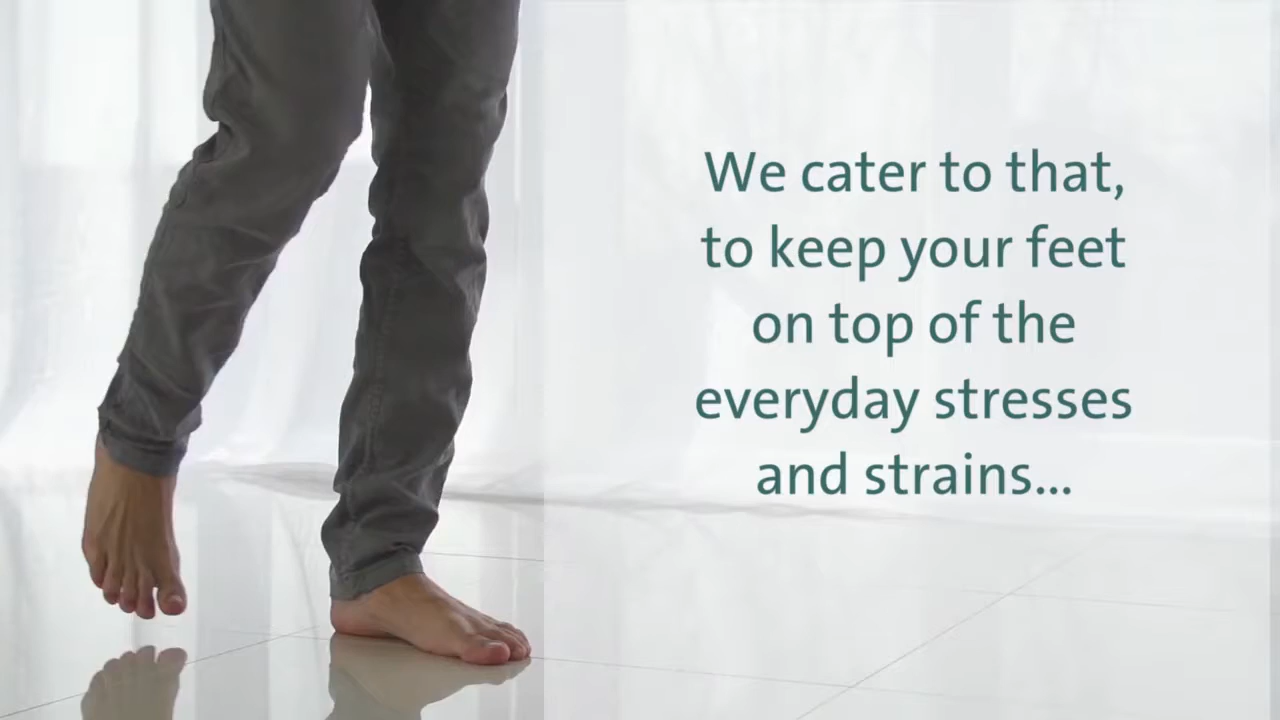 We cater to that,
to keep your feet
on top of the
everyday stresses
and strains...